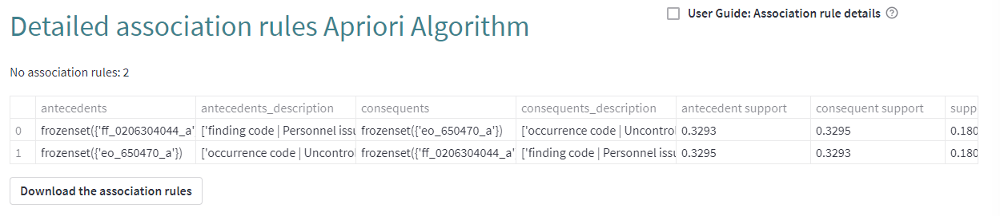 User Guide: Association rule details
Detailed association rules Apriori Algorithm
No association rules: 2
antecedents antecedents_description consequents consequents_description antecedent support consequent support supp
0 frozenset({'ff_0206304044_a' ['finding code | Personnel issu frozenset({'eo_650470_a'}) ['occurrence code | Uncontrol 0.3293 0.3295 0.180
1 frozenset({'eo_650470_a'}) ['occurrence code | Uncontrol frozenset({'ff_0206304044_a' ['finding code | Personnel issu 0.3295 0.3293 0.180
Download the association rules